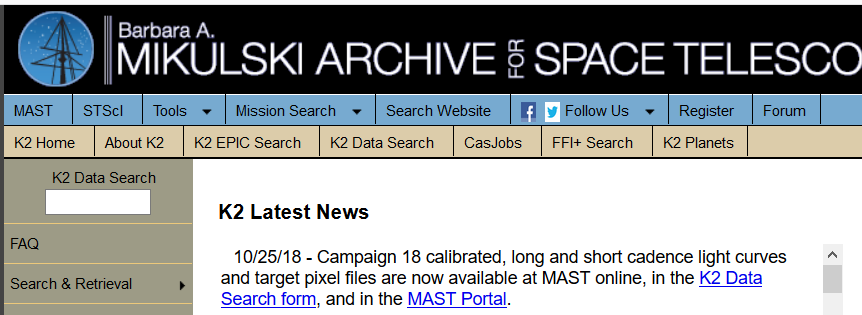 Barbara A.
MIKULSKI ARCHIVE FOR SPACE TELESCO
MAST STScI Tools Mission Search Search Website Follow Us Register Forum
K2 Home About K2 K2 EPIC Search K2 Data Search CasJobs FFI+ Search K2 Planets
K2 Data Search
FAQ
Search & Retrieval
K2 Latest News
10/25/18 - Campaign 18 calibrated, long and short cadence light curves
and target pixel files are now available at MAST online, in the K2 Data
Search form, and in the MAST Portal.